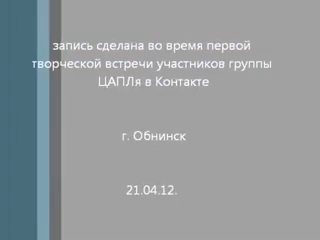 запись сделана во время первой
творческой встречи участников группы
ЦАПЛя в Контакте
г. Обнинск
21.04.12.